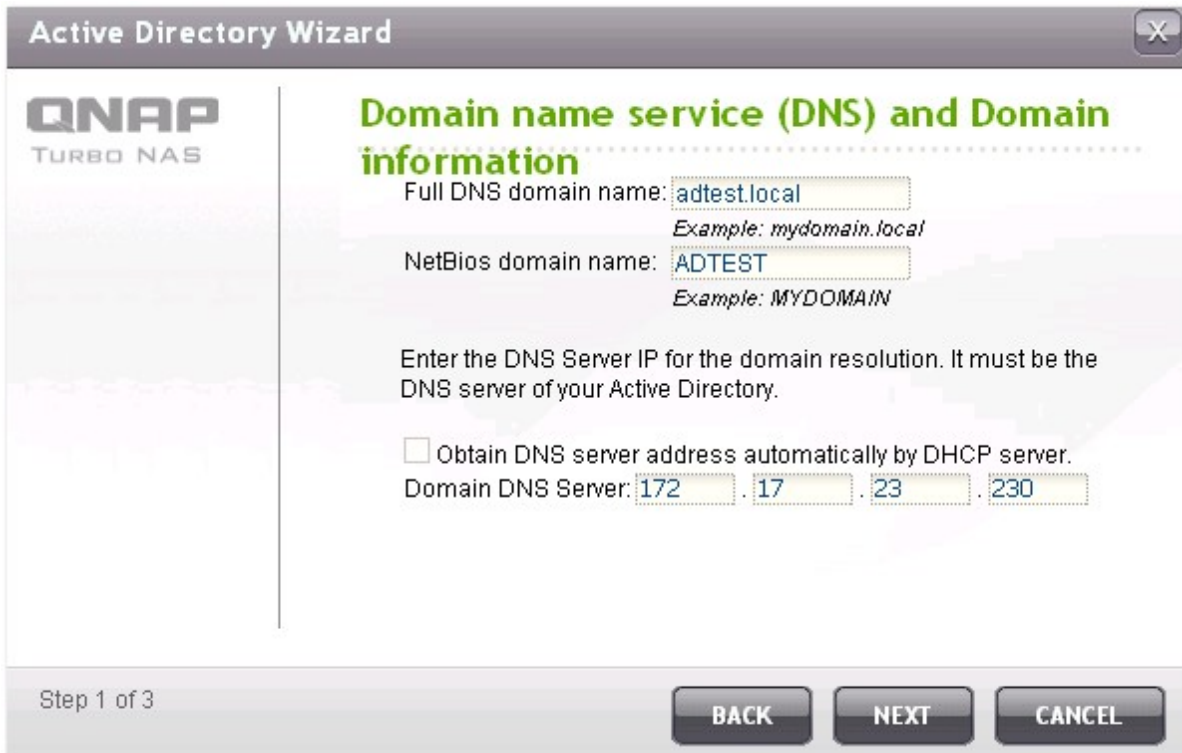 Active Directory Wizard
X
QNAP
TURBO NAS
Domain name service (DNS) and Domain
information
Full DNS domain name: adtest.local
Example: mydomain.local
NetBios domain name: ADTEST
Example: MYDOMAIN
Enter the DNS Server IP for the domain resolution. It must be the
DNS server of your Active Directory.
Obtain DNS server address automatically by DHCP server.
Domain DNS Server: 172 . 17 . 23 . 230
Step 1 of 3
BACK
NEXT
CANCEL